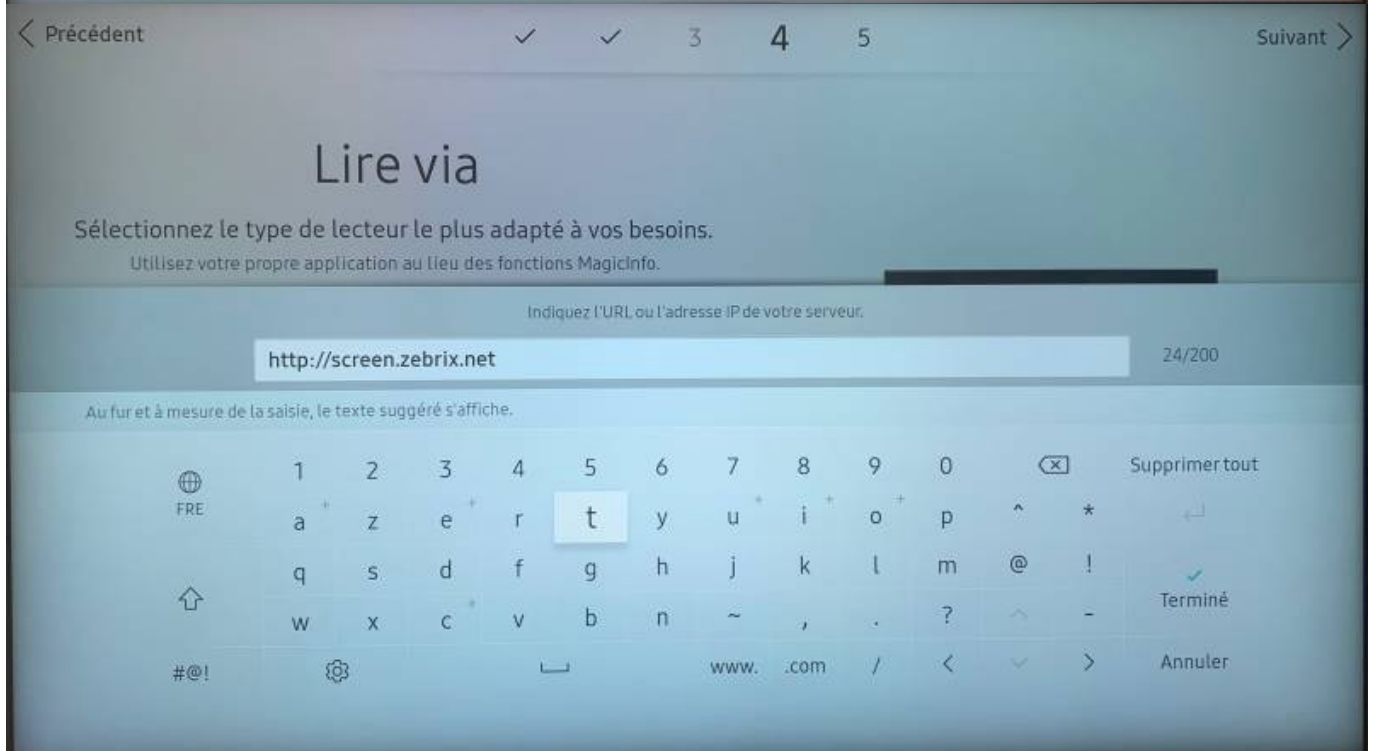 Précédent 3 4 5 Suivant
Lire via
Sélectionnez le type de lecteur le plus adapté à vos besoins.
Utilisez votre propre application au lieu des fonctions MagicInfo.
Indiquez l'URL ou l'adresse IP de votre serveur.
http://screen.zebrix.net 24/200
Au fur et à mesure de la saisie, le texte suggéré s'affiche.
1 2 3 4 5 6 7 8 9 0 Supprimer tout
FRE a z e r t y u i o p ^ *
q s d f g h j k l m @ !
w x c v b n ~ , . ? - Terminé
#@! www. .com / < > Annuler